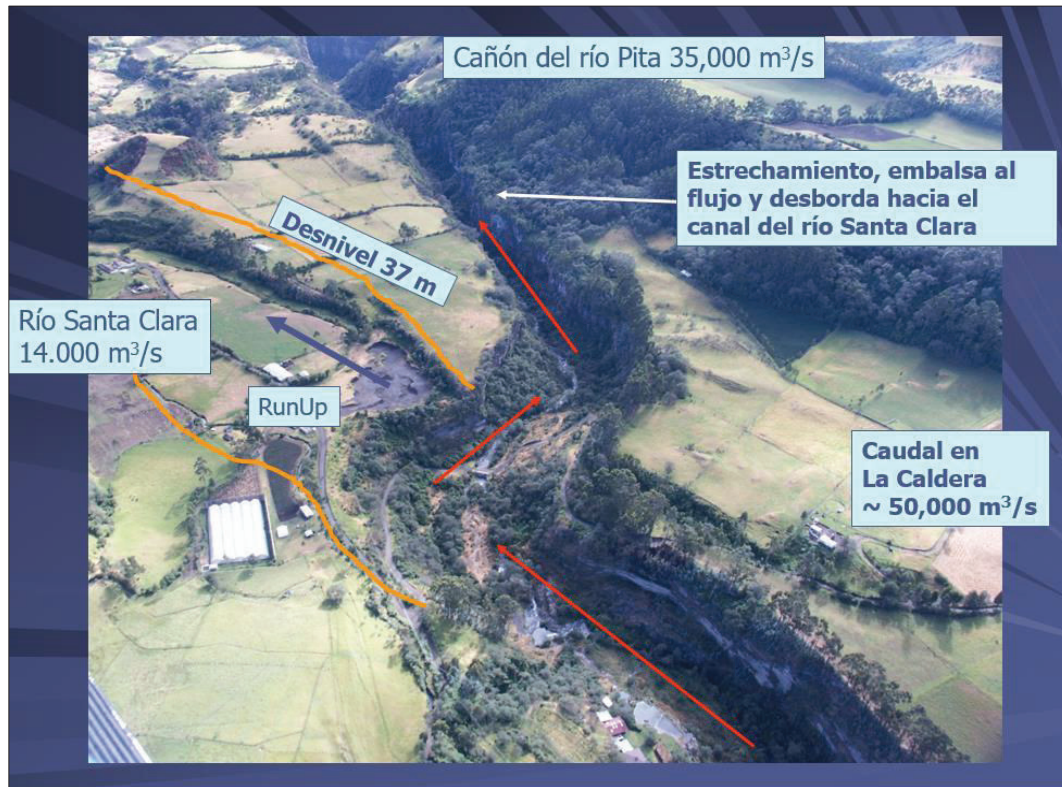 Cañón del río Pita 35,000 m³/s
Estrechamiento, embalsa al
flujo y desborda hacia el
canal del río Santa Clara
Desnivel 37 m
Río Santa Clara
14.000 m³/s
RunUp
Caudal en
La Caldera
~ 50,000 m³/s